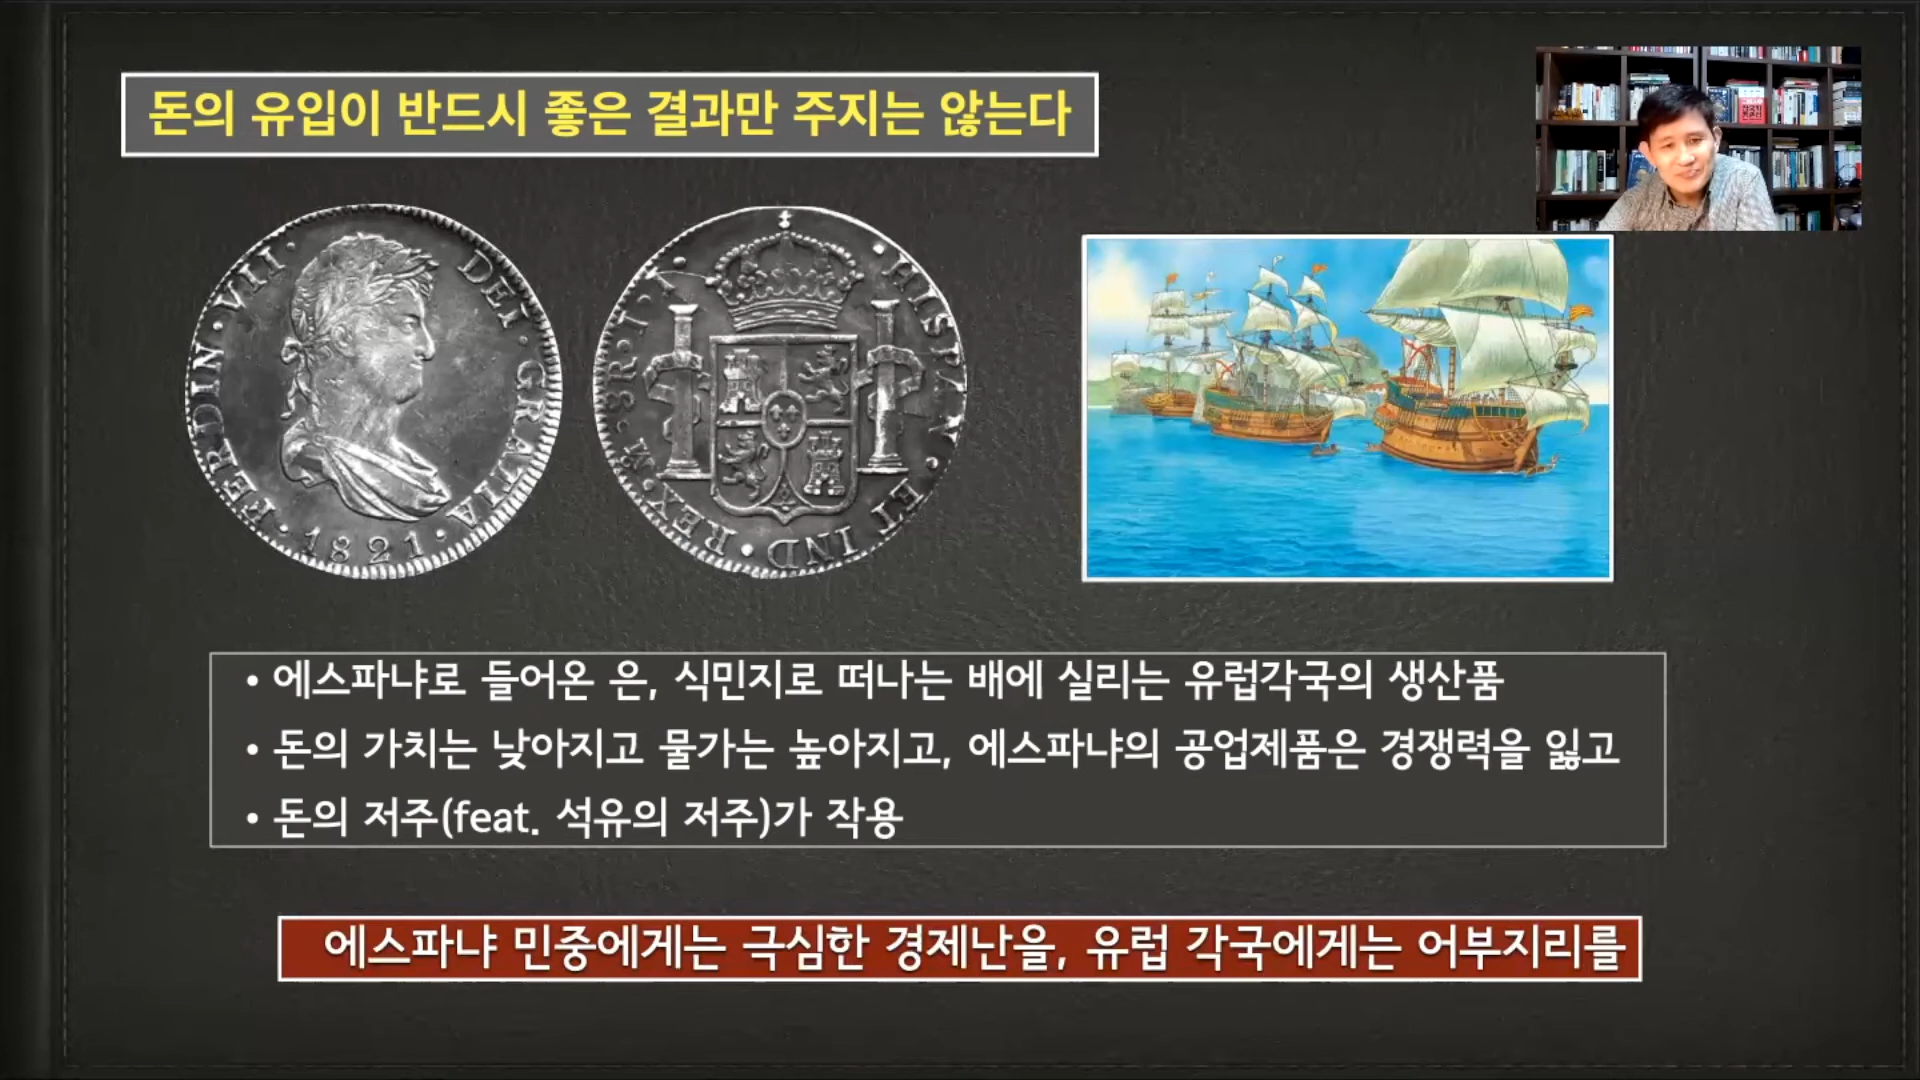 돈의 유입이 반드시 좋은 결과만 주지는 않는다
FERDIN·VII· DEI·GRATIA·1821·
·HISPAN·ET IND·REX·M·8R·T·I·
• 에스파냐로 들어온 은, 식민지로 떠나는 배에 실리는 유럽각국의 생산품
• 돈의 가치는 낮아지고 물가는 높아지고, 에스파냐의 공업제품은 경쟁력을 잃고
• 돈의 저주(feat. 석유의 저주)가 작용
에스파냐 민중에게는 극심한 경제난을, 유럽 각국에게는 어부지리를